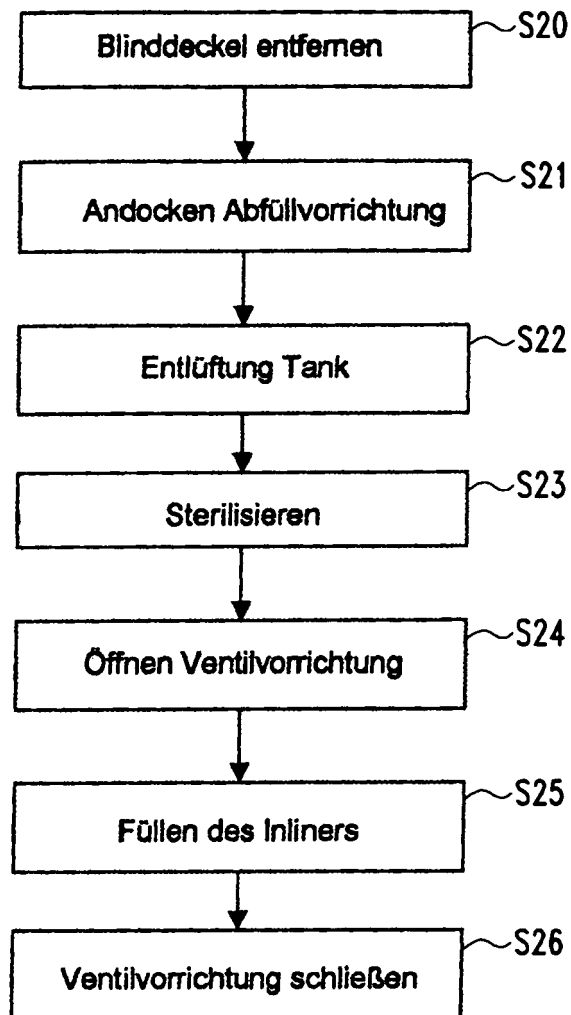 Blinddeckel entfernen
S20
Andocken Abfüllvorrichtung
S21
Entlüftung Tank
S22
Sterilisieren
S23
Öffnen Ventilvorrichtung
S24
Füllen des Inliners
S25
Ventilvorrichtung schließen
S26